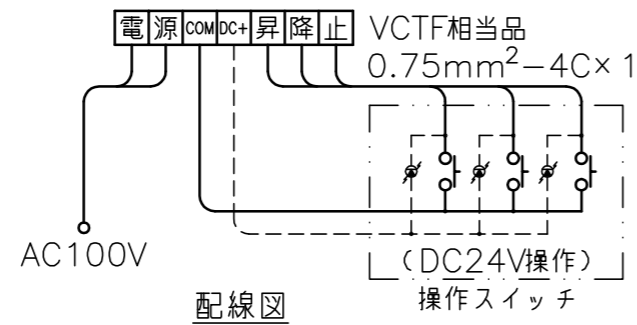 電源COMDC+昇降止
VCTF相当品
0.75mm²-4C×1
AC100V
(DC24V操作)
操作スイッチ
配線図